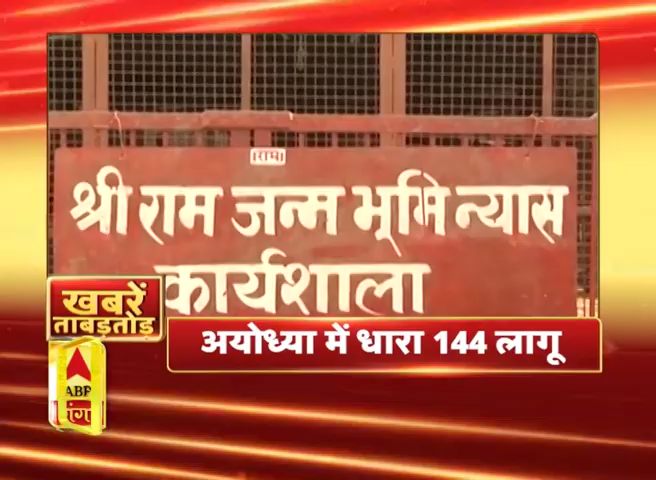 राम
श्री राम जन्म भूमि न्यास
कार्यशाला
खबरें
ताबड़तोड़
अयोध्या में धारा 144 लागू
ABP
गंगा